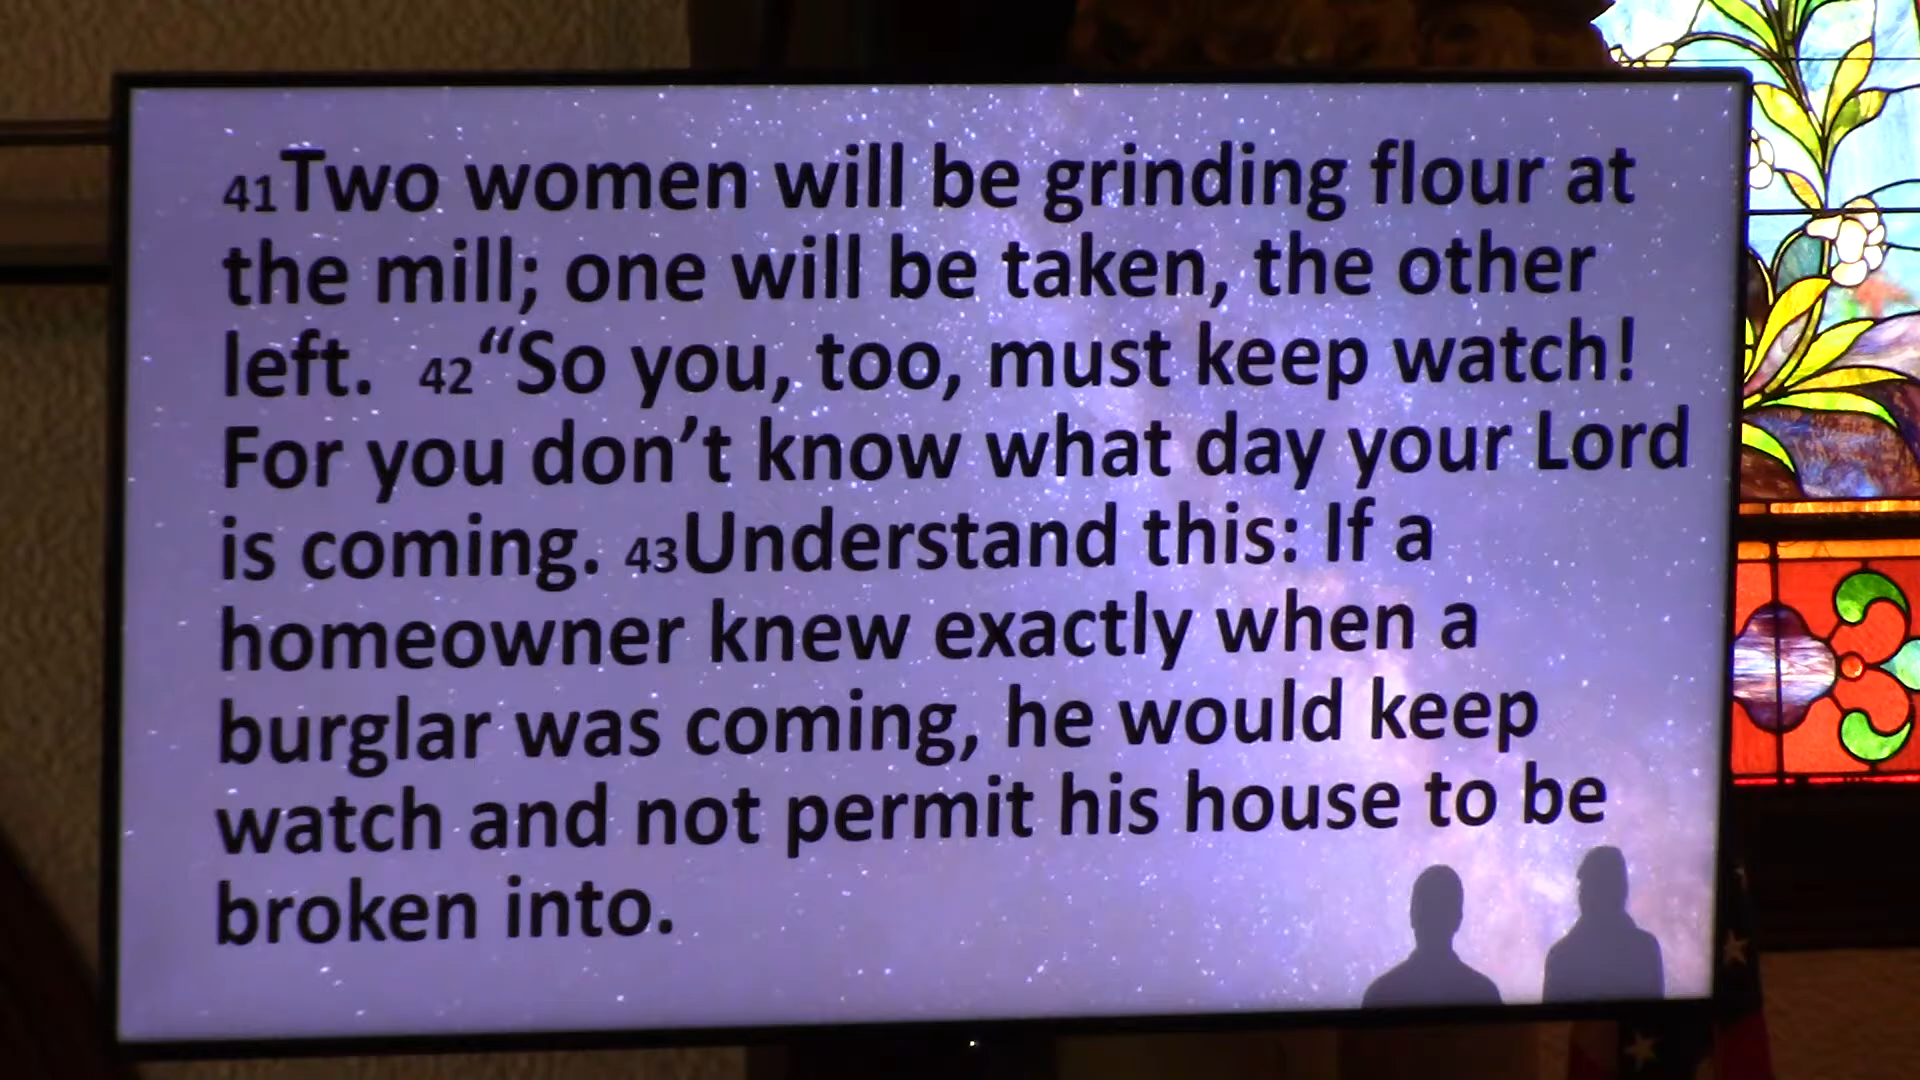 41Two women will be grinding flour at
the mill; one will be taken, the other
left. 42“So you, too, must keep watch!
For you don’t know what day your Lord
is coming. 43Understand this: If a
homeowner knew exactly when a
burglar was coming, he would keep
watch and not permit his house to be
broken into.